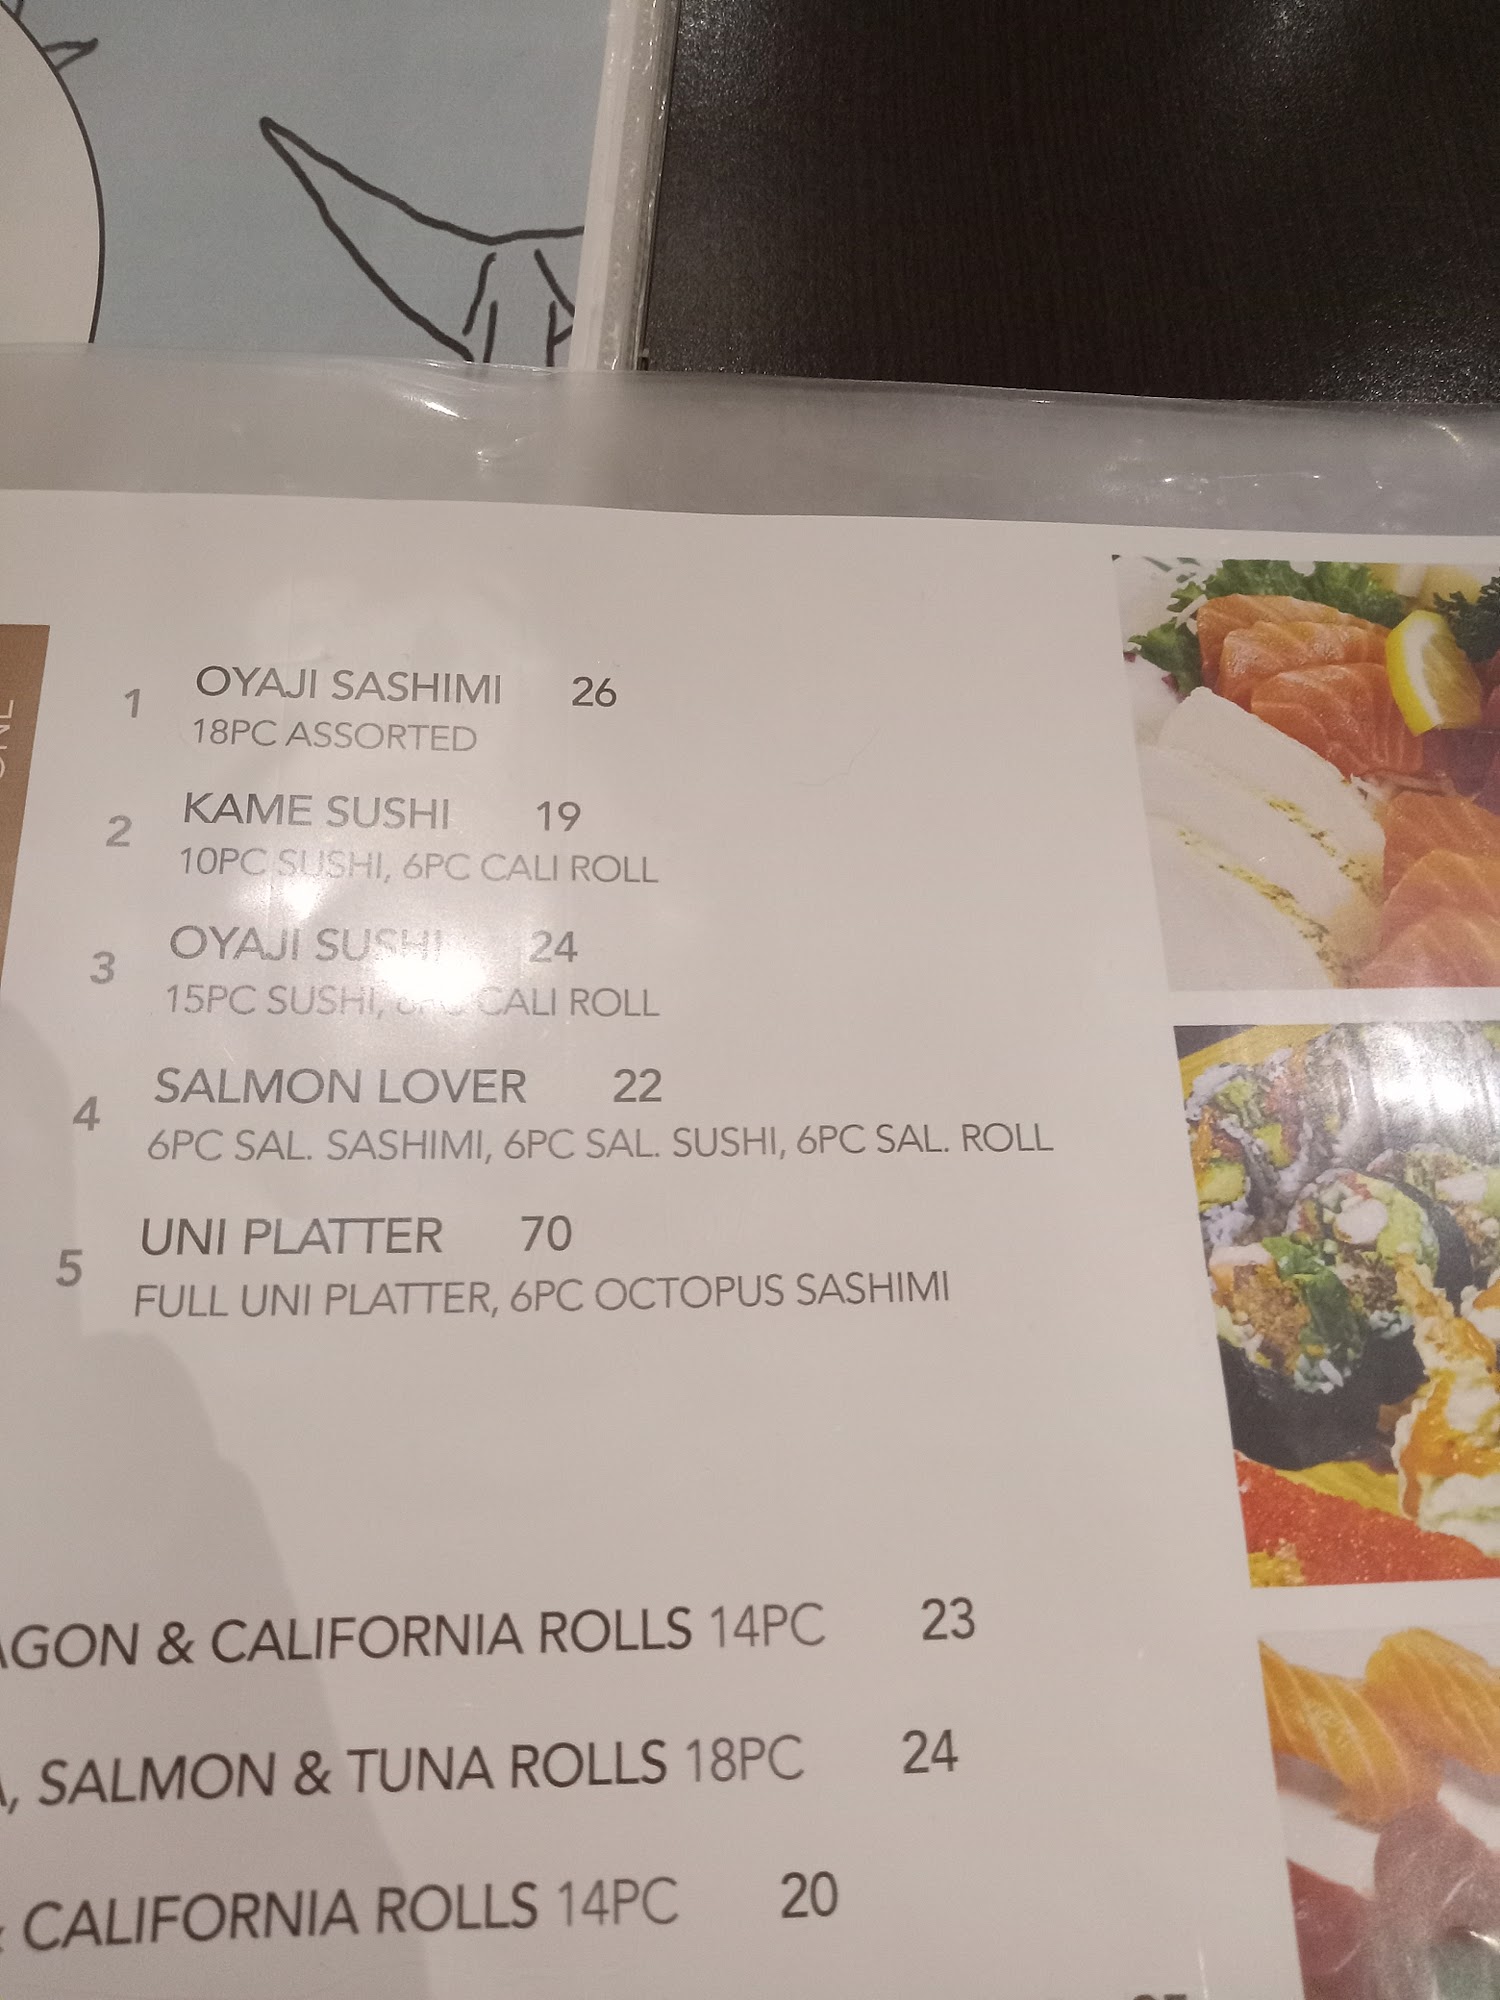 1 OYAJI SASHIMI 26
18PC ASSORTED
2 KAME SUSHI 19
10PC SUSHI, 6PC CALI ROLL
3 OYAJI SUSHI 24
15PC SUSHI, CALI ROLL
4 SALMON LOVER 22
6PC SAL. SASHIMI, 6PC SAL. SUSHI, 6PC SAL. ROLL
5 UNI PLATTER 70
FULL UNI PLATTER, 6PC OCTOPUS SASHIMI
AGON & CALIFORNIA ROLLS 14PC 23
, SALMON & TUNA ROLLS 18PC 24
& CALIFORNIA ROLLS 14PC 20